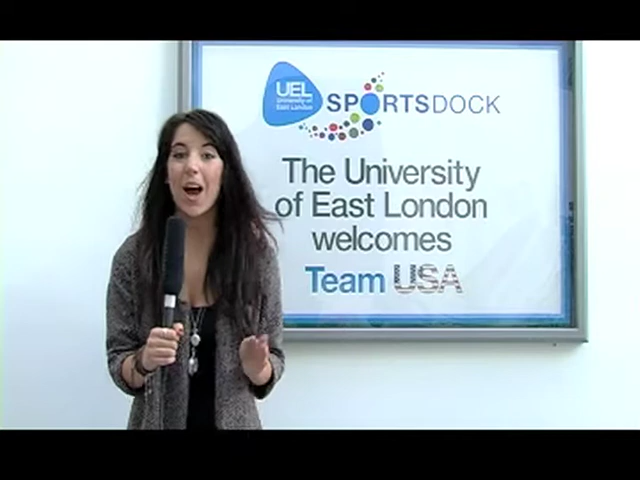 UEL
University of
East London
SPORTSDOCK
The University
of East London
welcomes
Team USA